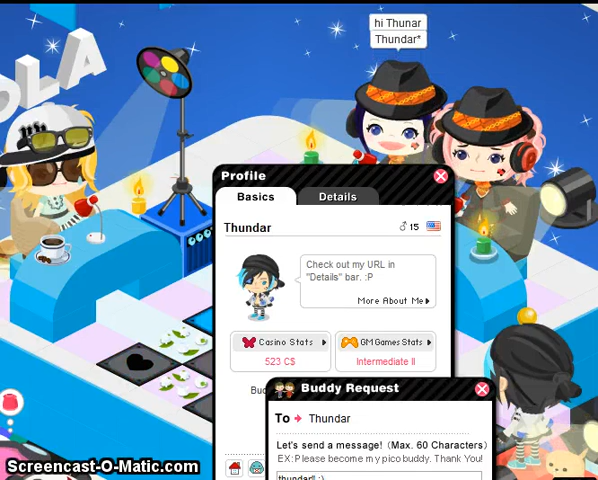 OLA
hi Thunar
Thundar*
Profile
Basics
Details
Thundar
♂ 15
Check out my URL in
"Details" bar. :P
More About Me
Casino Stats
GM Games Stats
523 C$
Intermediate II
Buddy Request
To Thundar
Let's send a message! (Max. 60 Characters)
EX:Please become my pico buddy. Thank You!
thundar!! :)
Screencast-O-Matic.com